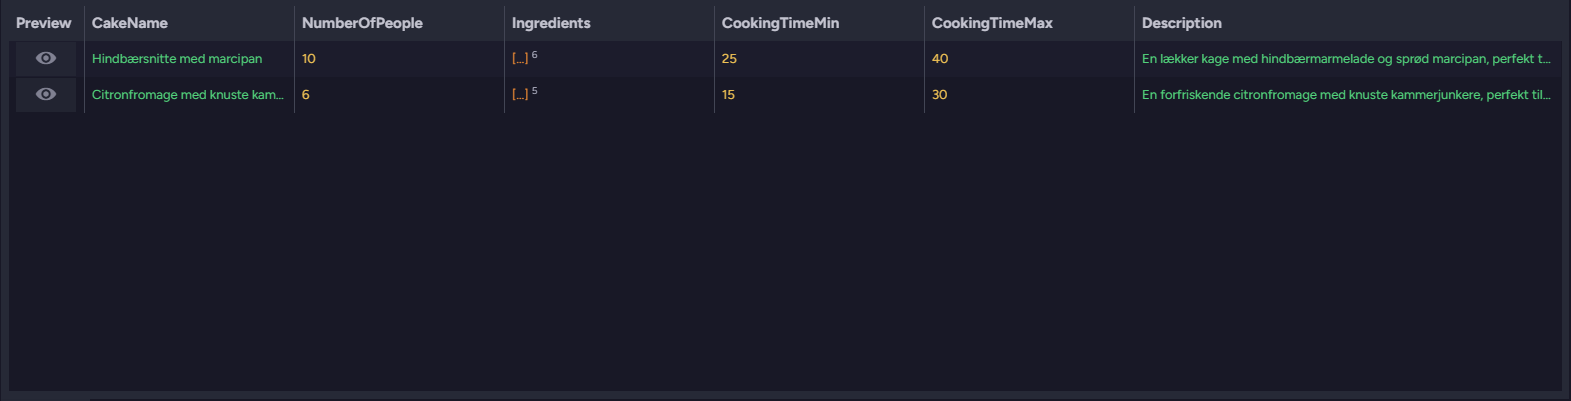 Preview CakeName NumberOfPeople Ingredients CookingTimeMin CookingTimeMax Description
Hindbærsnitte med marcipan 10 [...] 6 25 40 En lækker kage med hindbærmarmelade og sprød marcipan, perfekt t...
Citronfromage med knuste kam... 6 [...] 5 15 30 En forfriskende citronfromage med knuste kammerjunkere, perfekt til...